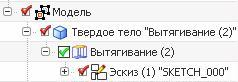 Модель
Твердое тело "Вытягивание (2)"
Вытягивание (2)
Эскиз (1) "SKETCH_000"